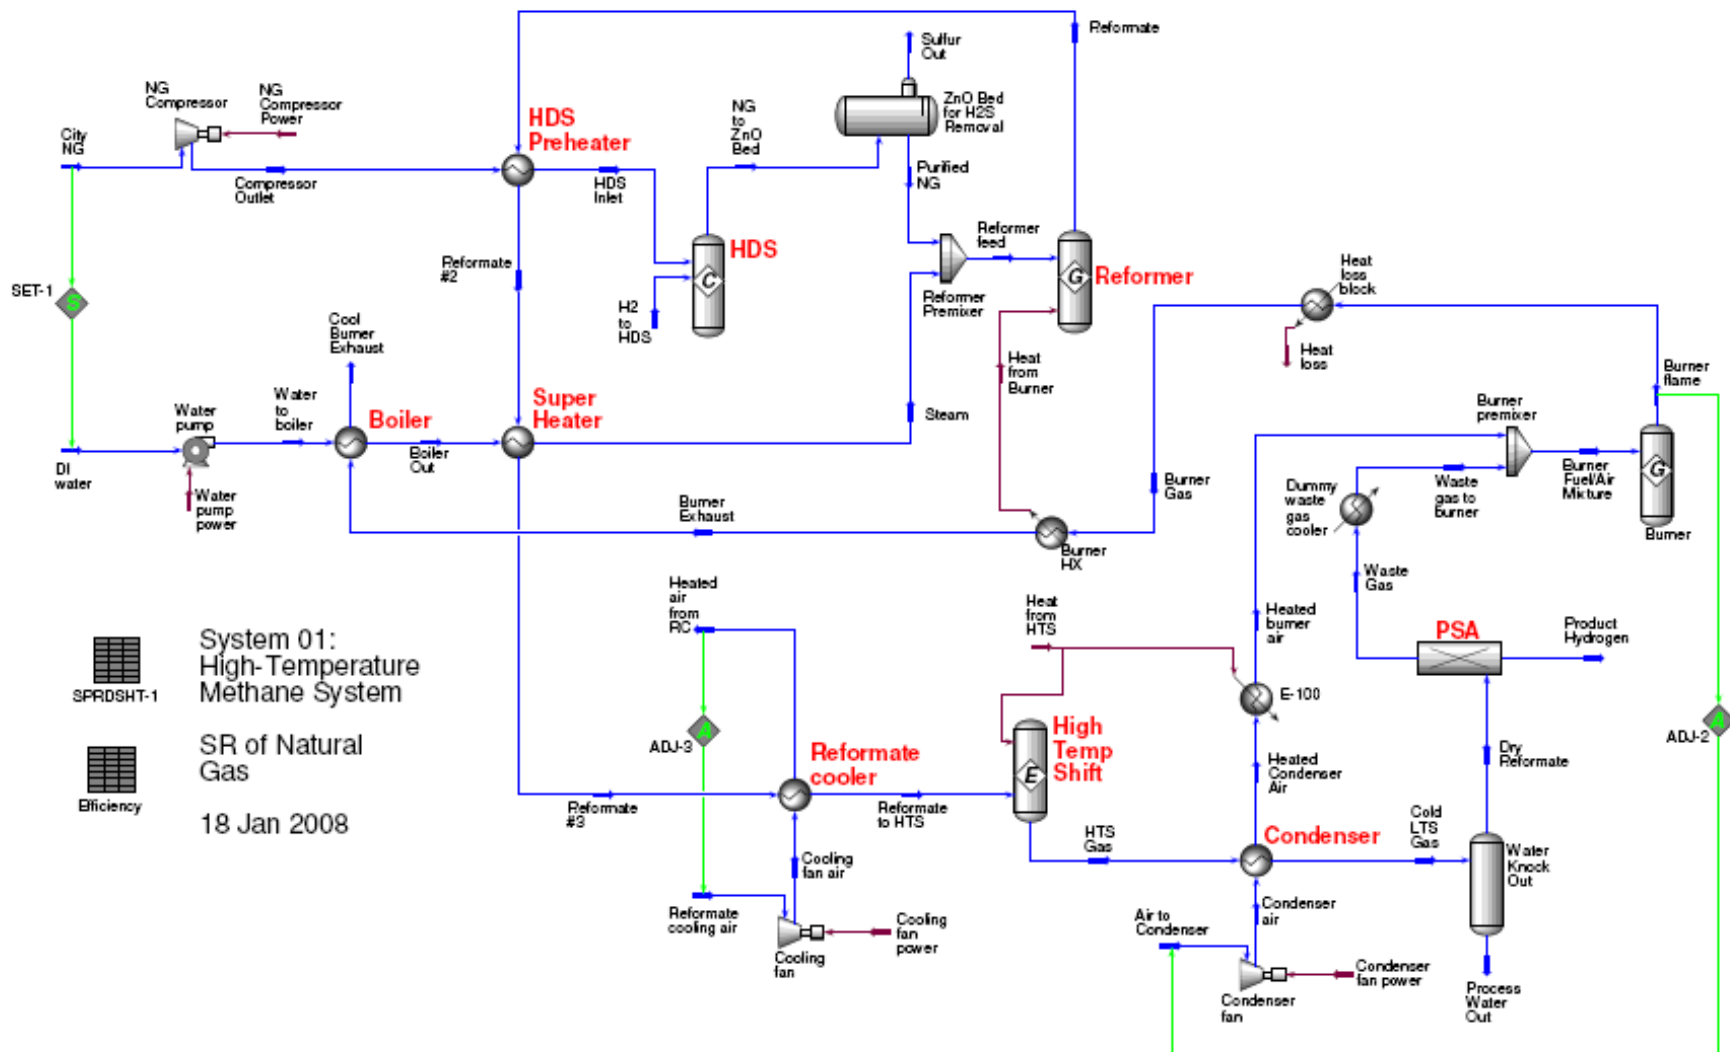 Reformate
Sulfur
Out
NG
Compressor
NG
Compressor
Power
City
NG
HDS
Preheater
NG
to
ZnO
Bed
ZnO Bed
for H2S
Removal
Compressor
Outlet
HDS
Inlet
Purified
NG
Reformate
#2
HDS
Reformer
feed
Reformer
C
G
SET-1
S
H2
to
HDS
Reformer
Premixer
Heat
loss
block
Heat
loss
Cool
Burner
Exhaust
Heat
from
Burner
Burner
flame
Water
pump
Water
to
boiler
Boiler
Super
Heater
Steam
Burner
premixer
DI
water
Boiler
Out
Water
pump
power
Burner
Exhaust
Burner
Gas
Dummy
waste
gas
cooler
Waste
gas to
burner
Burner
Fuel/Air
Mixture
G
Burner
Burner
HX
Waste
Gas
Heated
air
from
RC
Heat
from
HTS
Heated
burner
air
PSA
Product
Hydrogen
System 01:
High-Temperature
Methane System
SPRDSHT-1
E-100
SR of Natural
Gas
Efficiency
18 Jan 2008
ADJ-3
A
Reformate
cooler
High
Temp
Shift
E
Heated
Condenser
Air
Dry
Reformate
ADJ-2
A
Reformate
#3
Reformate
to HTS
HTS
Gas
Condenser
Cold
LTS
Gas
Water
Knock
Out
Cooling
fan air
Reformate
cooling air
Cooling
fan
Cooling
fan
power
Air to
Condenser
Condenser
air
Condenser
fan
Condenser
fan power
Process
Water
Out